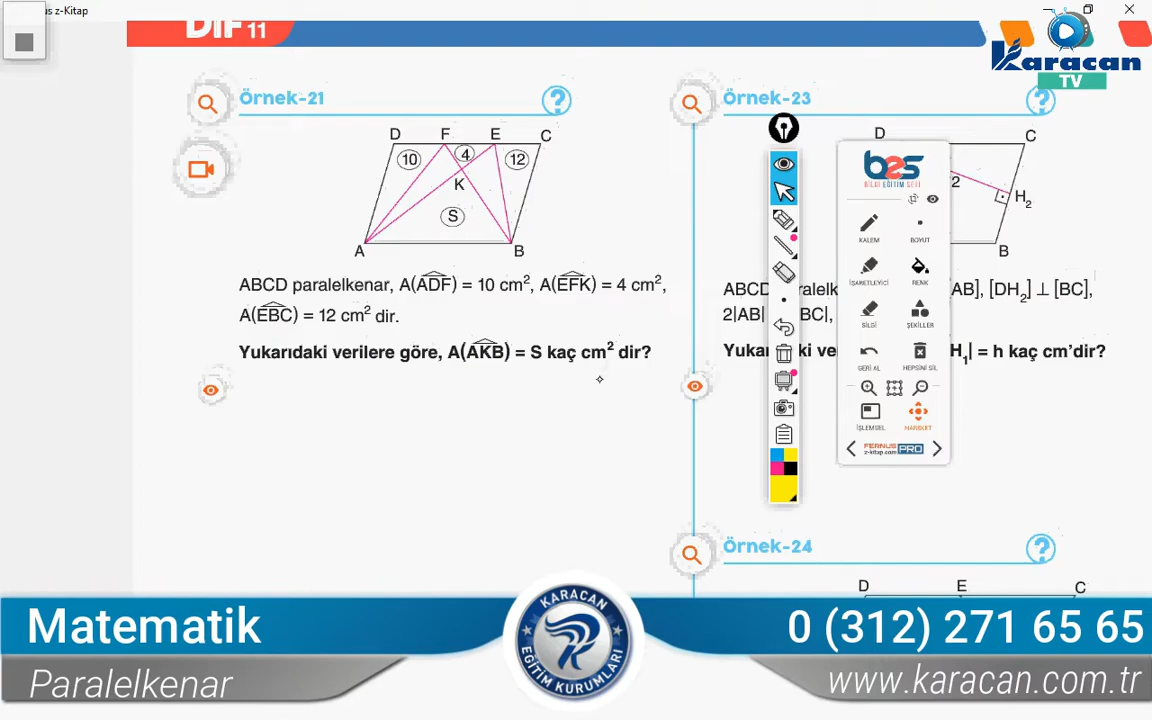 us z-Kitap
DİF 11
Karacan
TV
Örnek-21
?
D F E C
10 4 12
K
S
A B
ABCD paralelkenar, A(ADF) = 10 cm², A(EFK) = 4 cm²,
A(EBC) = 12 cm² dir.
Yukarıdaki verilere göre, A(AKB) = S kaç cm² dir?
Örnek-23
?
D C
2
H₂
B
ABCD
AB], [DH₂] ⊥ [BC],
2|AB| BC|,
H₁| = h kaç cm'dir?
b2s
BİLGİ EĞİTİM SETİ
KALEM BOYUT
İŞARETLEYİCİ RENK
SİLGİ ŞEKİLLER
GERİ AL HEPSİNİ SİL
İŞLEMSEL HAREKET
FERNUS
z-kitap.com PRO
Örnek-24
?
D E C
Matematik
Paralelkenar
KARACAN
EĞİTİM KURUMLARI
0 (312) 271 65 65
www.karacan.com.tr